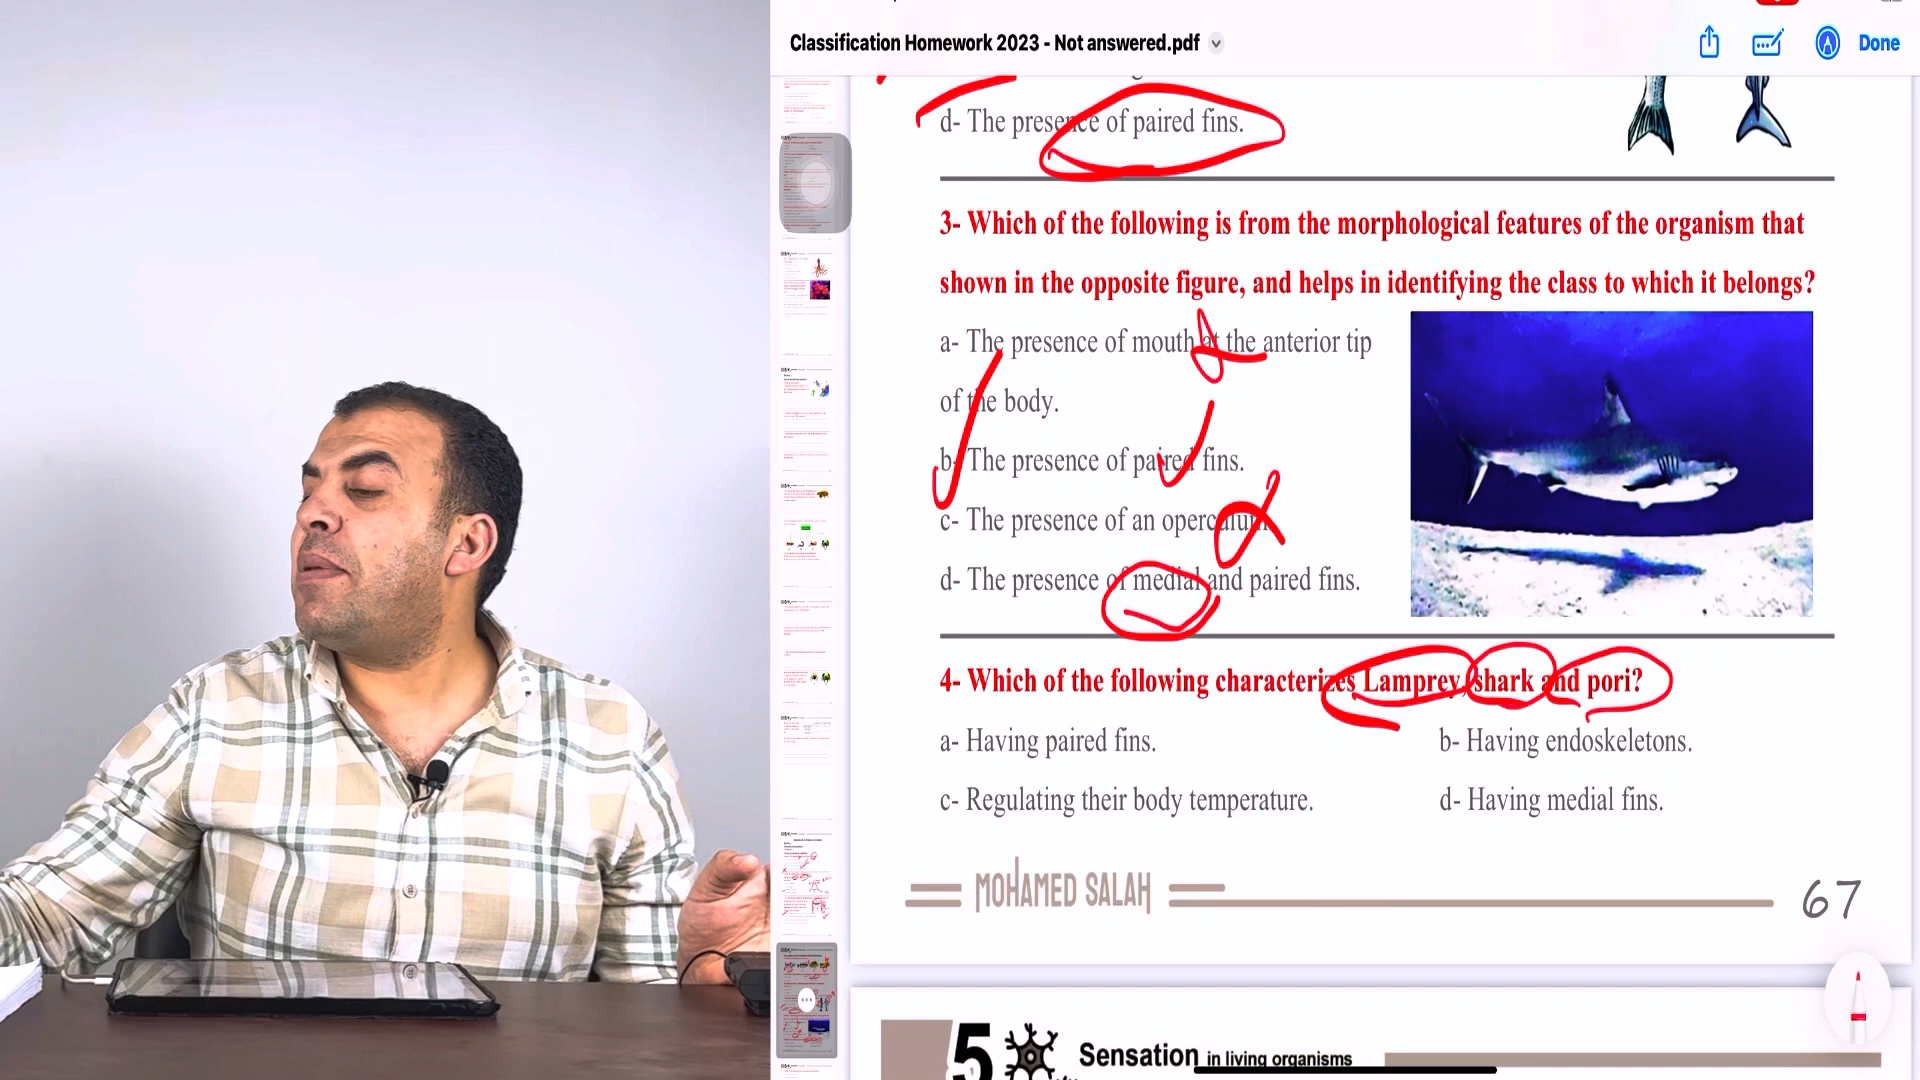 Classification Homework 2023 - Not answered.pdf
Done
d- The presence of paired fins.
3- Which of the following is from the morphological features of the organism that
shown in the opposite figure, and helps in identifying the class to which it belongs?
a- The presence of mouth at the anterior tip
of the body.
b- The presence of paired fins.
c- The presence of an operculum.
d- The presence of medial and paired fins.
4- Which of the following characterizes Lamprey, shark and pori?
a- Having paired fins.
b- Having endoskeletons.
c- Regulating their body temperature.
d- Having medial fins.
MOHAMED SALAH
67
5
Sensation in living organisms